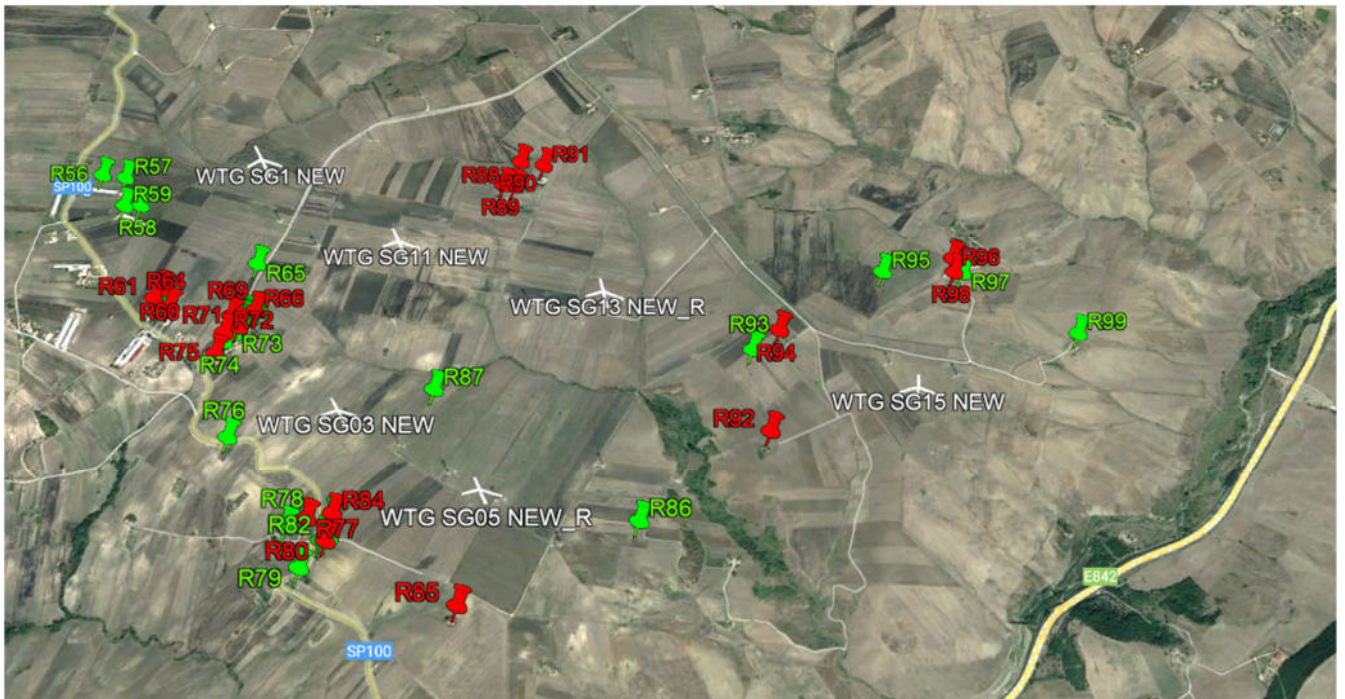 R56
R57
SP100
R59
R58
WTG SG1 NEW
R88
R91
R90
R89
WTG SG11 NEW
R65
R61
R64
R60
R69
R66
R71
R72
R75
R73
R74
WTG SG13 NEW_R
R95
R96
R97
R98
R93
R94
R99
R87
R76
WTG SG03 NEW
R92
WTG SG15 NEW
R78
R84
R82
R77
WTG SG05 NEW_R
R86
R80
R79
R85
E842
SP100